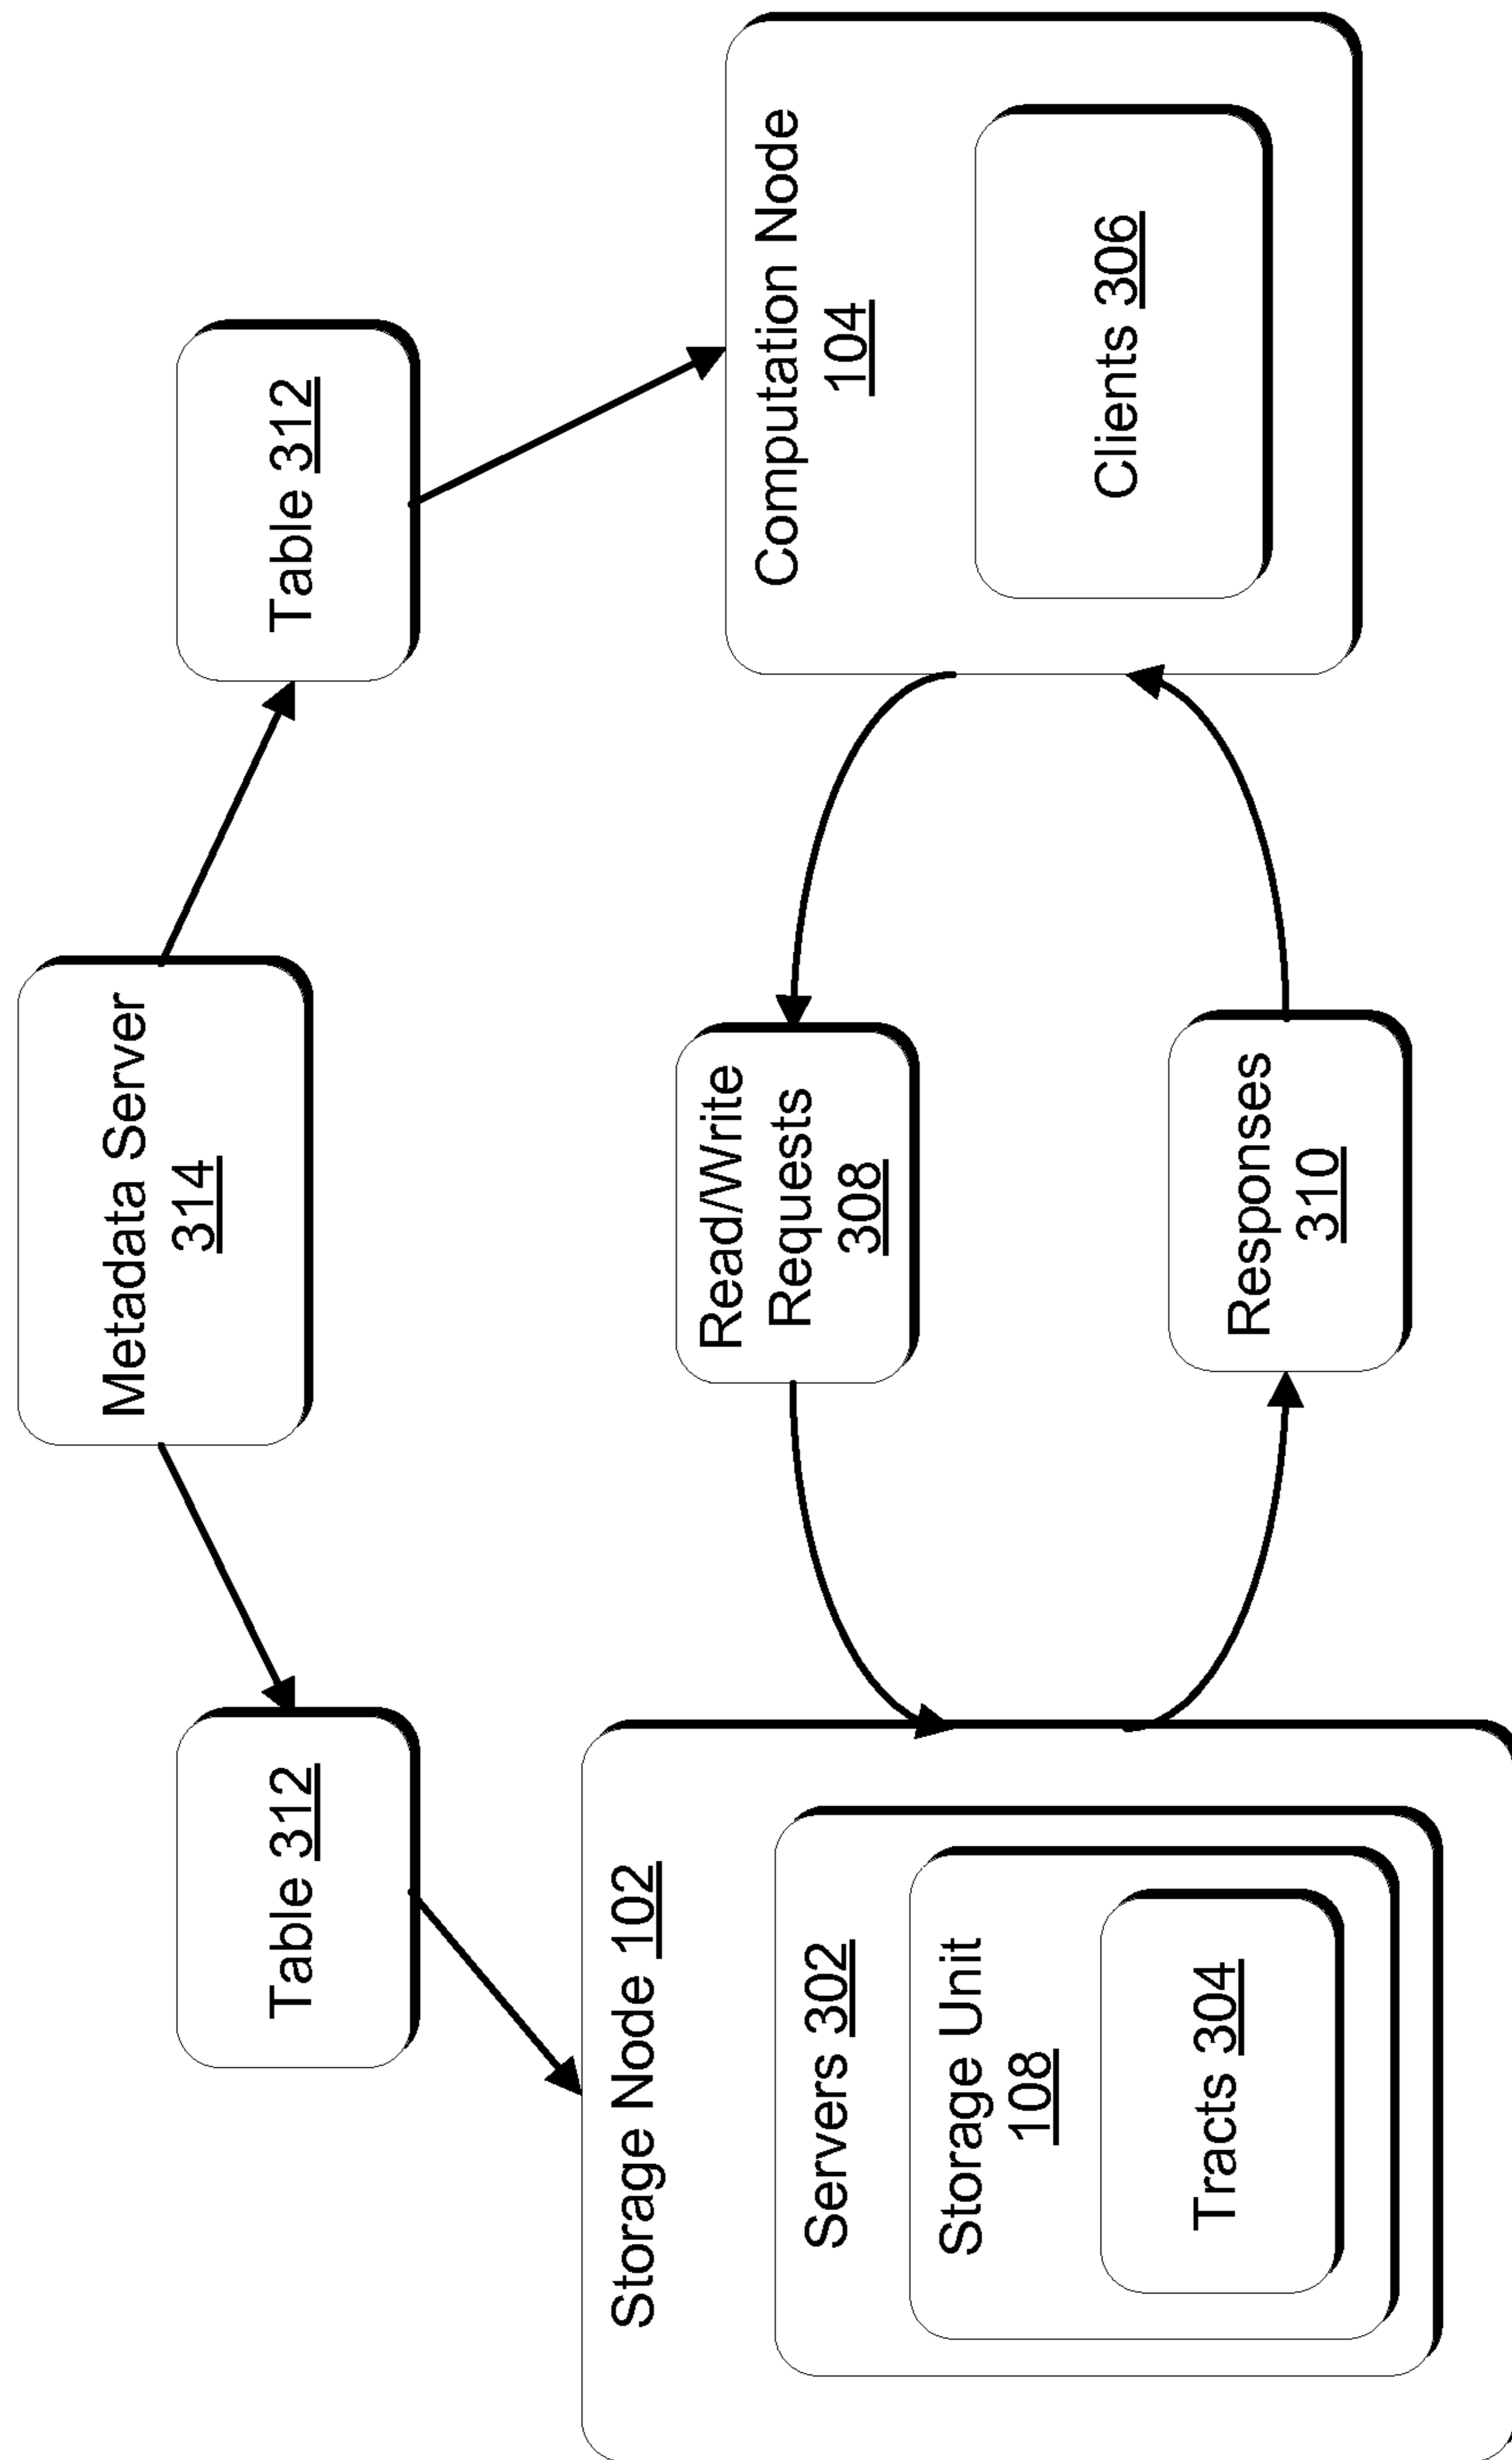 Metadata Server
314
Table 312
Table 312
Storage Node 102
Servers 302
Storage Unit
108
Tracts 304
Read/Write
Requests
308
Responses
310
Computation Node
104
Clients 306